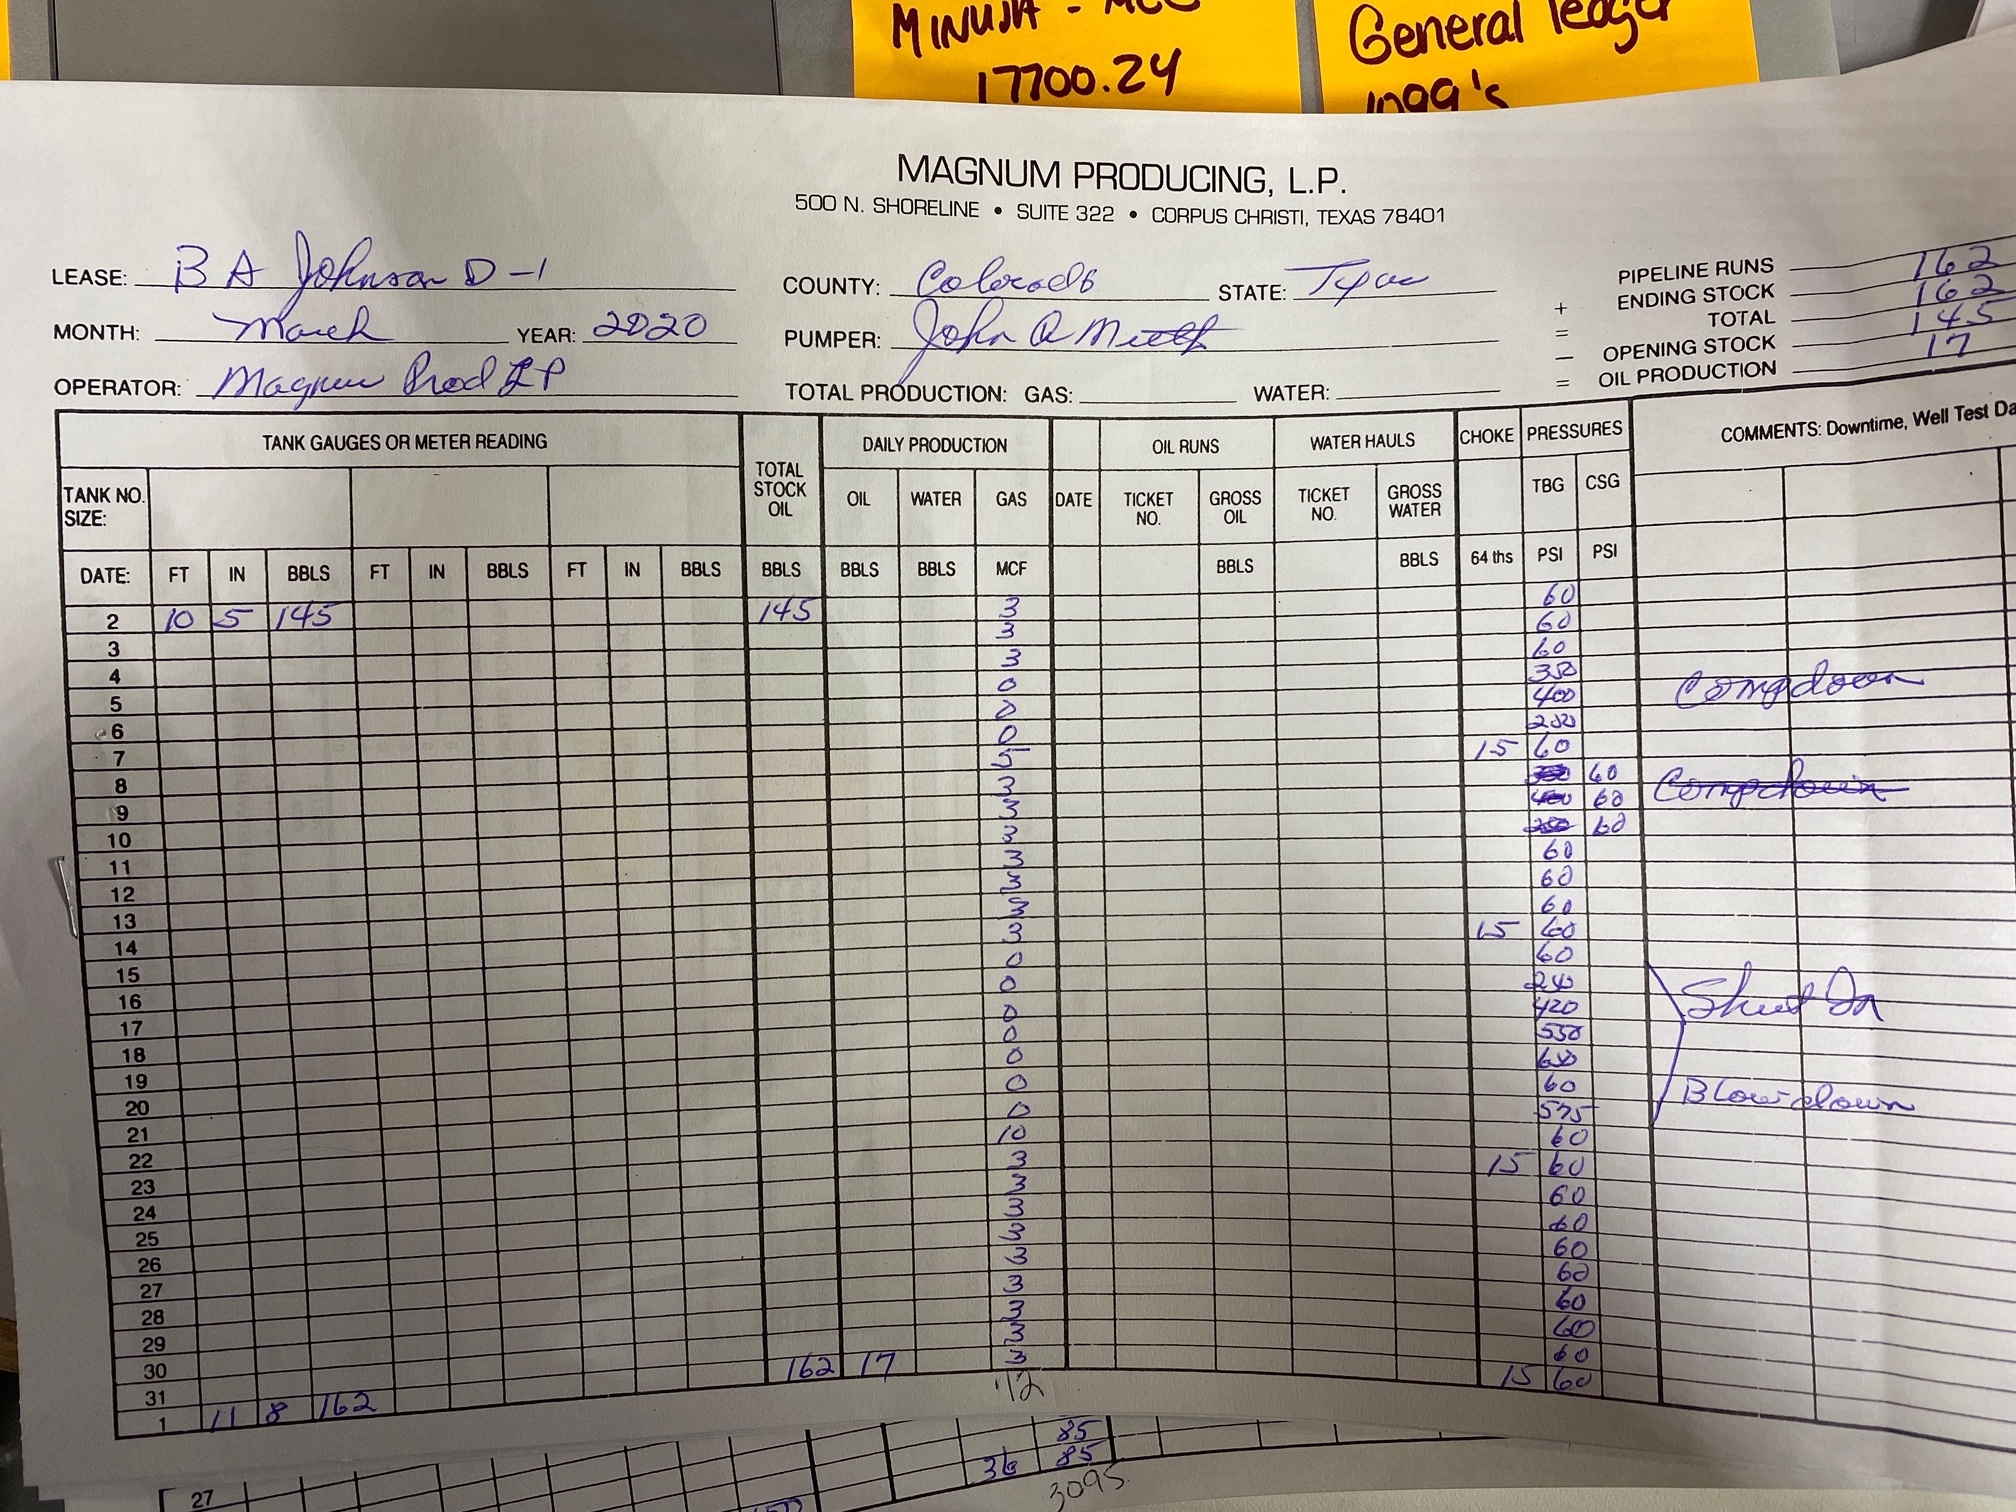 MINUJA - MCC
17700.24
General ledger
1099's
MAGNUM PRODUCING, L.P.
500 N. SHORELINE • SUITE 322 • CORPUS CHRISTI, TEXAS 78401
LEASE: B A Johnson D-1
COUNTY: Colorado STATE: Texas
MONTH: March YEAR: 2020
PUMPER: John A
OPERATOR: Magnum Prod LP
TOTAL PRODUCTION: GAS: WATER:
PIPELINE RUNS 162
+ ENDING STOCK 162
= TOTAL 145
− OPENING STOCK 17
= OIL PRODUCTION
TANK GAUGES OR METER READING
TOTAL STOCK OIL
DAILY PRODUCTION
OIL RUNS
WATER HAULS
CHOKE
PRESSURES
COMMENTS: Downtime, Well Test Da
TANK NO.
SIZE:
OIL WATER GAS DATE TICKET NO. GROSS OIL TICKET NO. GROSS WATER TBG CSG
DATE: FT IN BBLS FT IN BBLS FT IN BBLS BBLS BBLS BBLS MCF BBLS BBLS 64 ths PSI PSI
2 10 5 145 145 3 60
3 3 60
4 3 60
5 0 350 Comp down
6 0 400
7 0 250
8 5 15 60
9 3 60 Comp down
10 3 60
11 3 60
12 3 60
13 3 60
14 3 60
15 3 15 60
16 0 60
17 0 240
18 0 420 Shut In
19 0 550
20 0 650
21 0 60 Blow down
22 0 575
23 10 60
24 3 15 60
25 3 60
26 3 60
27 3 60
28 3 60
29 3 60
30 3 60
31 3 60
1 11 8 162 162 17 3 60
15 60
72
85
36 85
3095
27